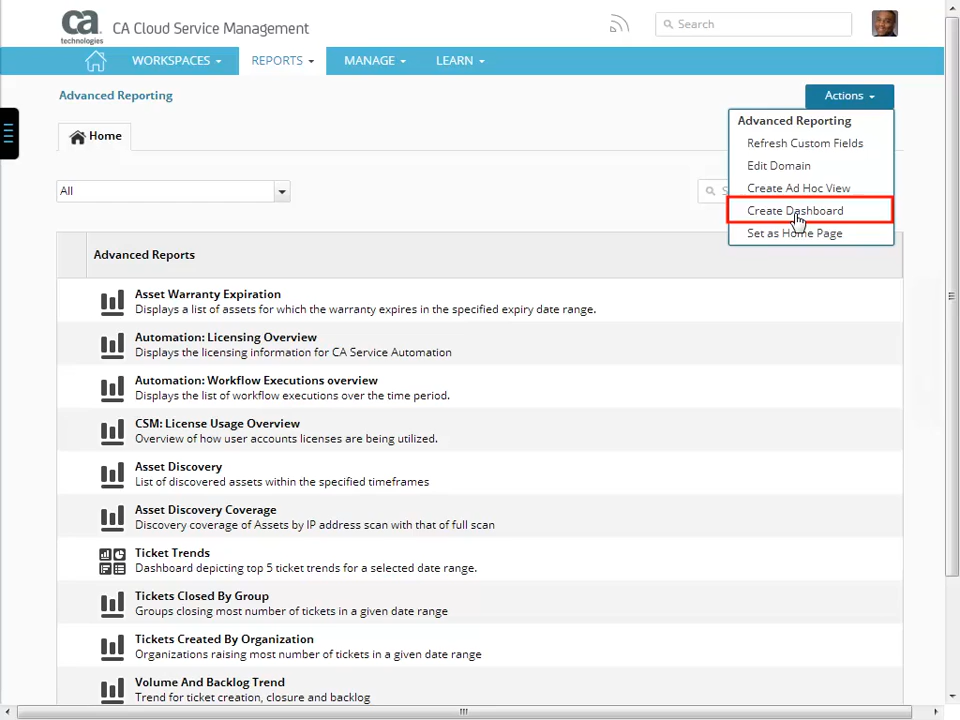 ca
technologies
CA Cloud Service Management
Search
WORKSPACES
REPORTS
MANAGE
LEARN
Advanced Reporting
Actions
Advanced Reporting
Refresh Custom Fields
Edit Domain
Create Ad Hoc View
Create Dashboard
Set as Home Page
Home
All
S
Advanced Reports
Asset Warranty Expiration
Displays a list of assets for which the warranty expires in the specified expiry date range.
Automation: Licensing Overview
Displays the licensing information for CA Service Automation
Automation: Workflow Executions overview
Displays the list of workflow executions over the time period.
CSM: License Usage Overview
Overview of how user accounts licenses are being utilized.
Asset Discovery
List of discovered assets within the specified timeframes
Asset Discovery Coverage
Discovery coverage of Assets by IP address scan with that of full scan
Ticket Trends
Dashboard depicting top 5 ticket trends for a selected date range.
Tickets Closed By Group
Groups closing most number of tickets in a given date range
Tickets Created By Organization
Organizations raising most number of tickets in a given date range
Volume And Backlog Trend
Trend for ticket creation, closure and backlog